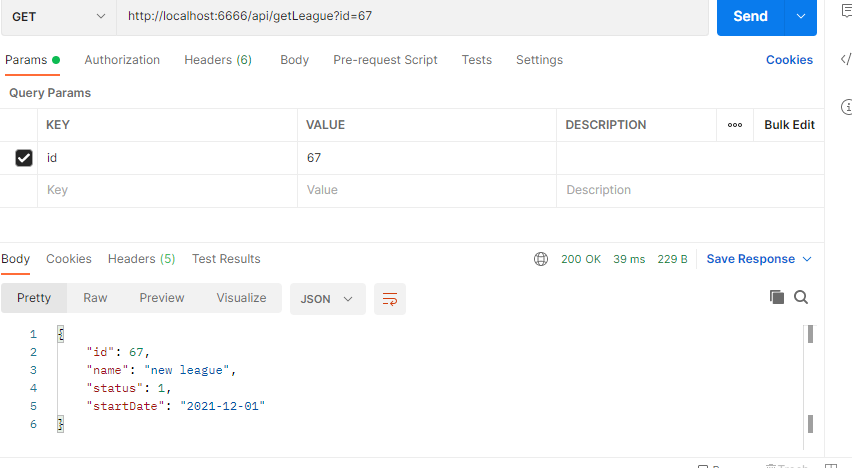 GET http://localhost:6666/api/getLeague?id=67 Send
Params Authorization Headers (6) Body Pre-request Script Tests Settings Cookies
Query Params
KEY VALUE DESCRIPTION Bulk Edit
id 67
Key Value Description
Body Cookies Headers (5) Test Results 200 OK 39 ms 229 B Save Response
Pretty Raw Preview Visualize JSON
1 {
2 "id": 67,
3 "name": "new league",
4 "status": 1,
5 "startDate": "2021-12-01"
6 }